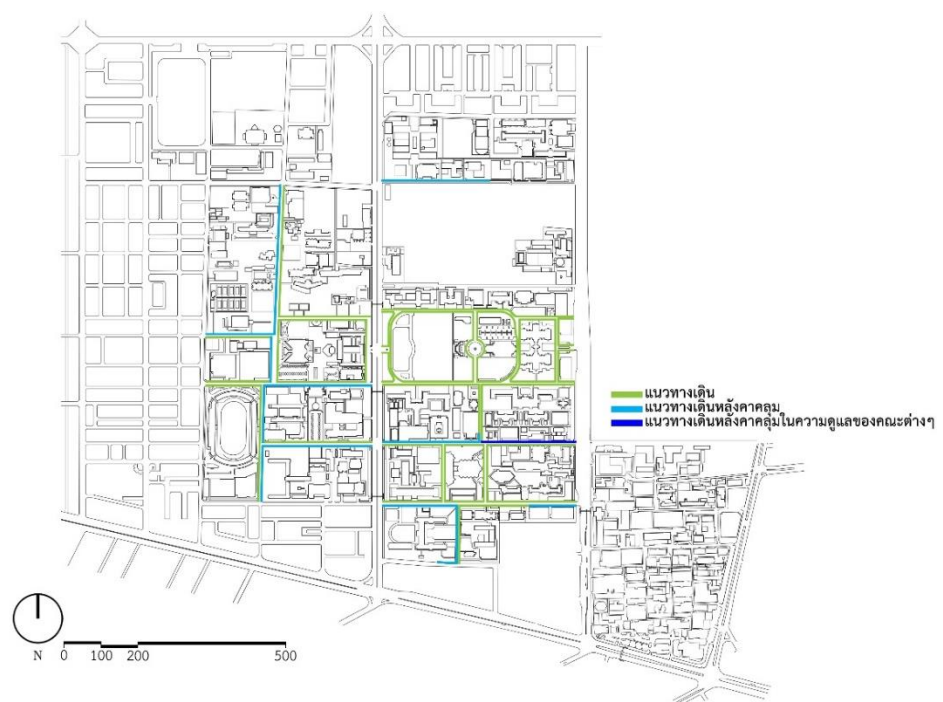 แนวทางเดิน
แนวทางเดินหลังคาคลุม
แนวทางเดินหลังคาคลุ่มในความดูแลของคณะต่างๆ
N 0 100 200 500